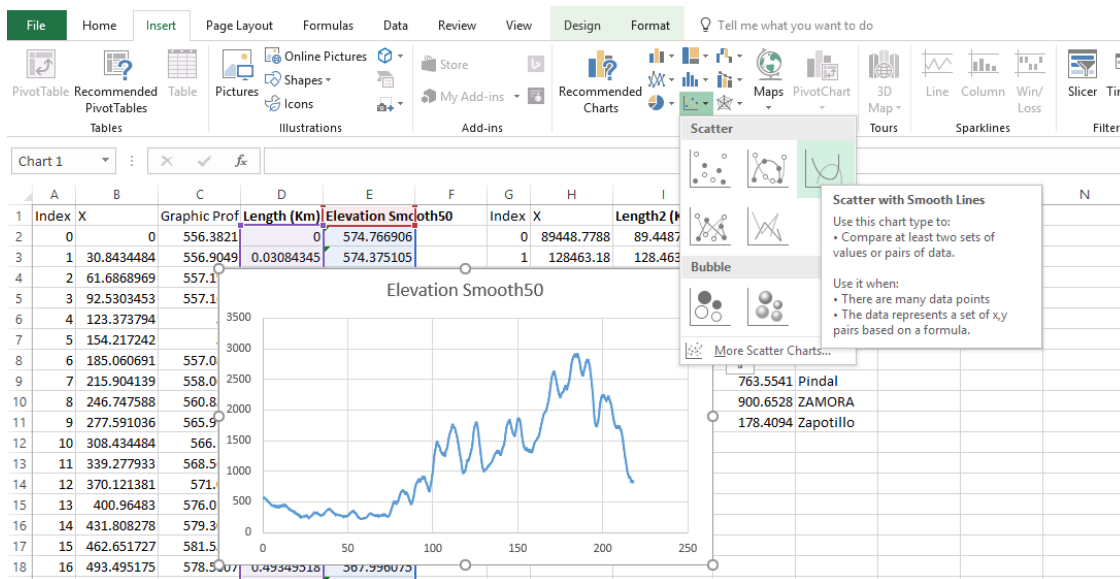 File Home Insert Page Layout Formulas Data Review View Design Format Tell me what you want to do
PivotTable Recommended PivotTables Table
Tables
Pictures Online Pictures
Shapes
Icons
Illustrations
Store
My Add-ins
Add-ins
Recommended Charts
Maps PivotChart
3D Map
Tours
Line Column Win/Loss
Sparklines
Slicer
Filter
Chart 1 fx
Scatter
Bubble
More Scatter Charts...
Scatter with Smooth Lines
Use this chart type to:
• Compare at least two sets of
values or pairs of data.
Use it when:
• There are many data points
• The data represents a set of x,y
pairs based on a formula.
A B C D E F G H I N
1 Index X Graphic Prof Length (Km) Elevation Smooth50 Index X Length2 (K
2 0 0 556.3821 0 574.766906 0 89448.7788 89.4487
3 1 30.8434484 556.9049 0.03084345 574.375105 1 128463.18 128.463
4 2 61.6868969 557.1
5 3 92.5303453 557.1
6 4 123.373794
7 5 154.217242
8 6 185.060691 557.0
9 7 215.904139 558.0 763.5541 Pindal
10 8 246.747588 560.8 900.6528 ZAMORA
11 9 277.591036 565.9 178.4094 Zapotillo
12 10 308.434484 566.
13 11 339.277933 568.5
14 12 370.121381 571.
15 13 400.96483 576.0
16 14 431.808278 579.3
17 15 462.651727 581.5
18 16 493.495175 0.49349518 567.996075
Elevation Smooth50
3500
3000
2500
2000
1500
1000
500
0
0 50 100 150 200 250